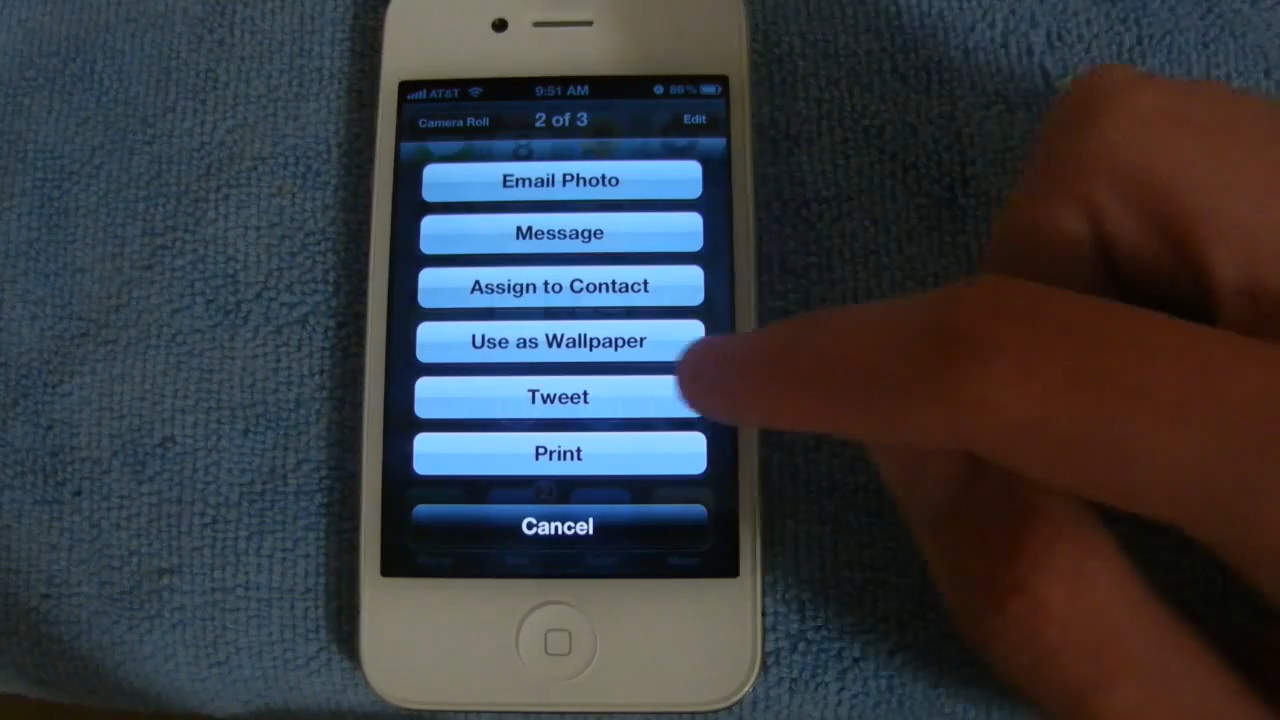 AT&T 9:51 AM 86%
Camera Roll 2 of 3 Edit
Email Photo
Message
Assign to Contact
Use as Wallpaper
Tweet
Print
Cancel